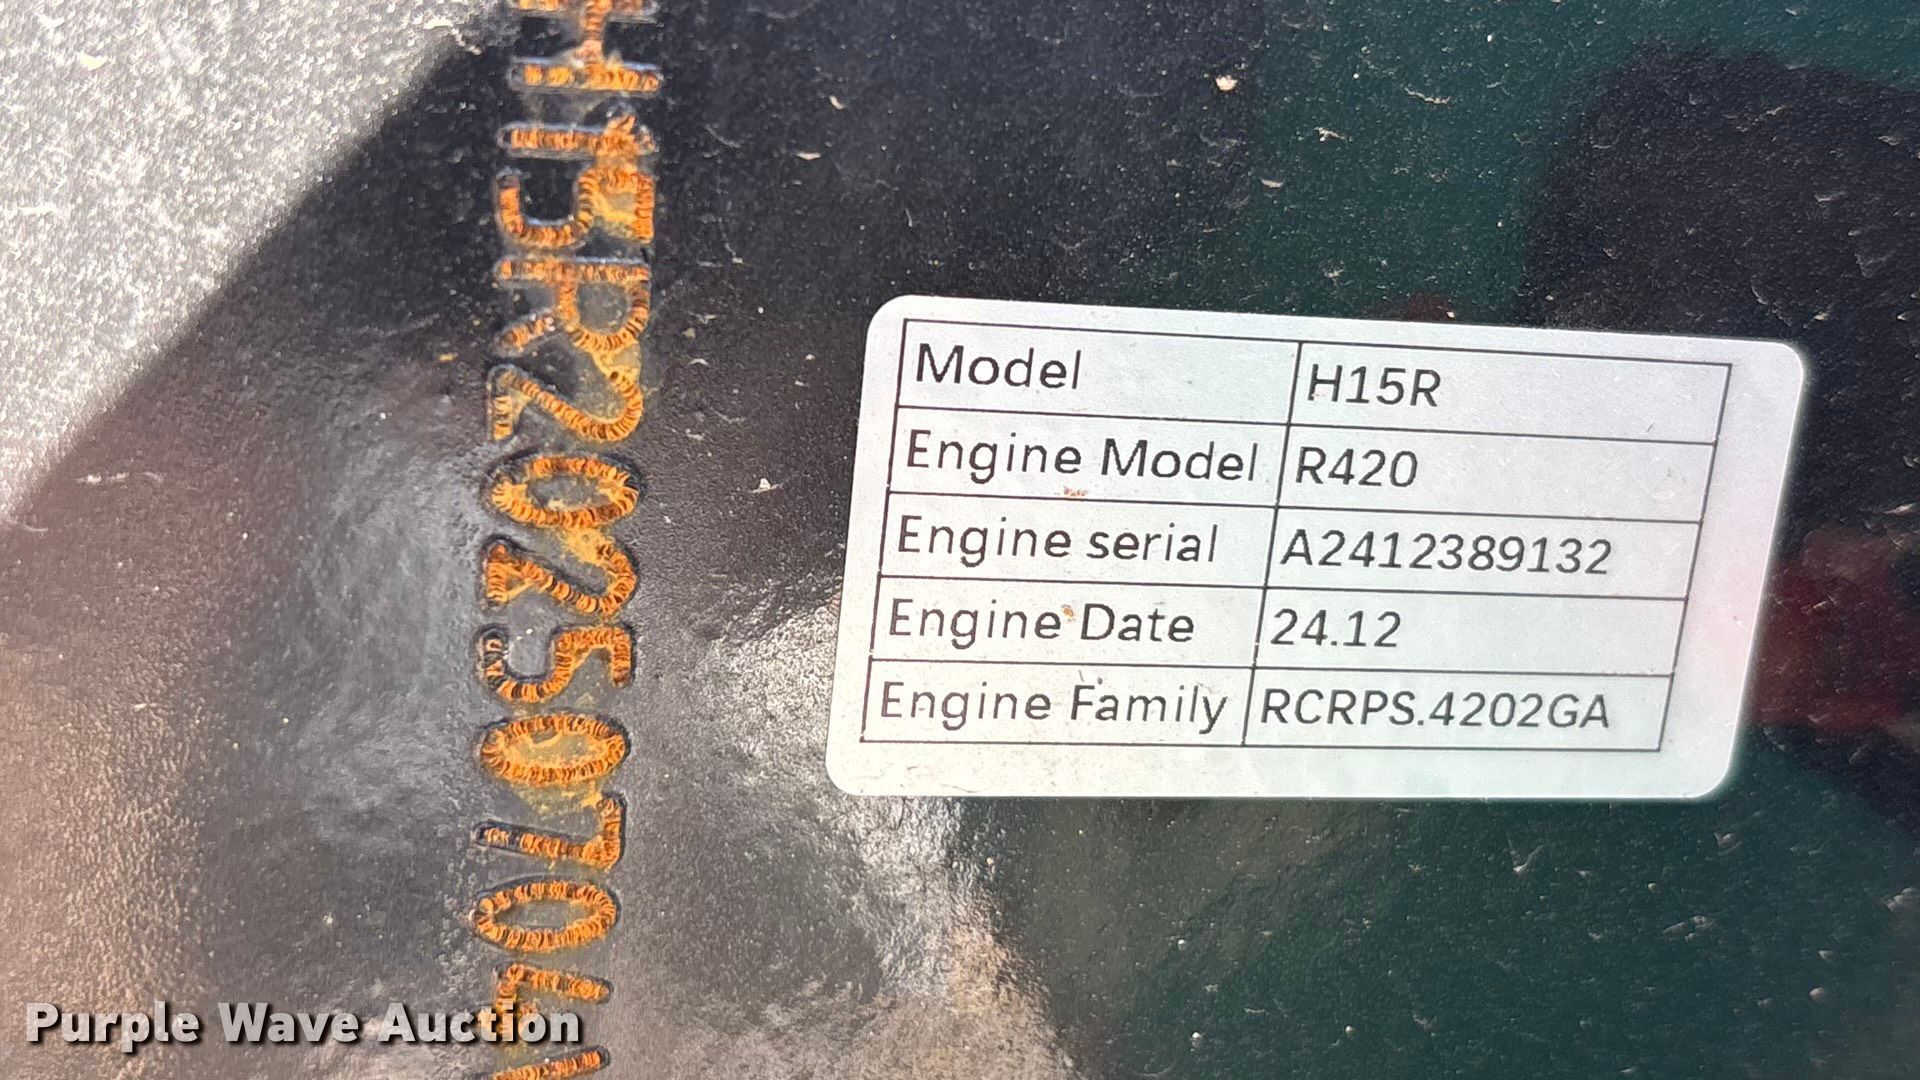 H15R20250704
Model H15R
Engine Model R420
Engine serial A2412389132
Engine Date 24.12
Engine Family RCRPS.4202GA
Purple Wave Auction